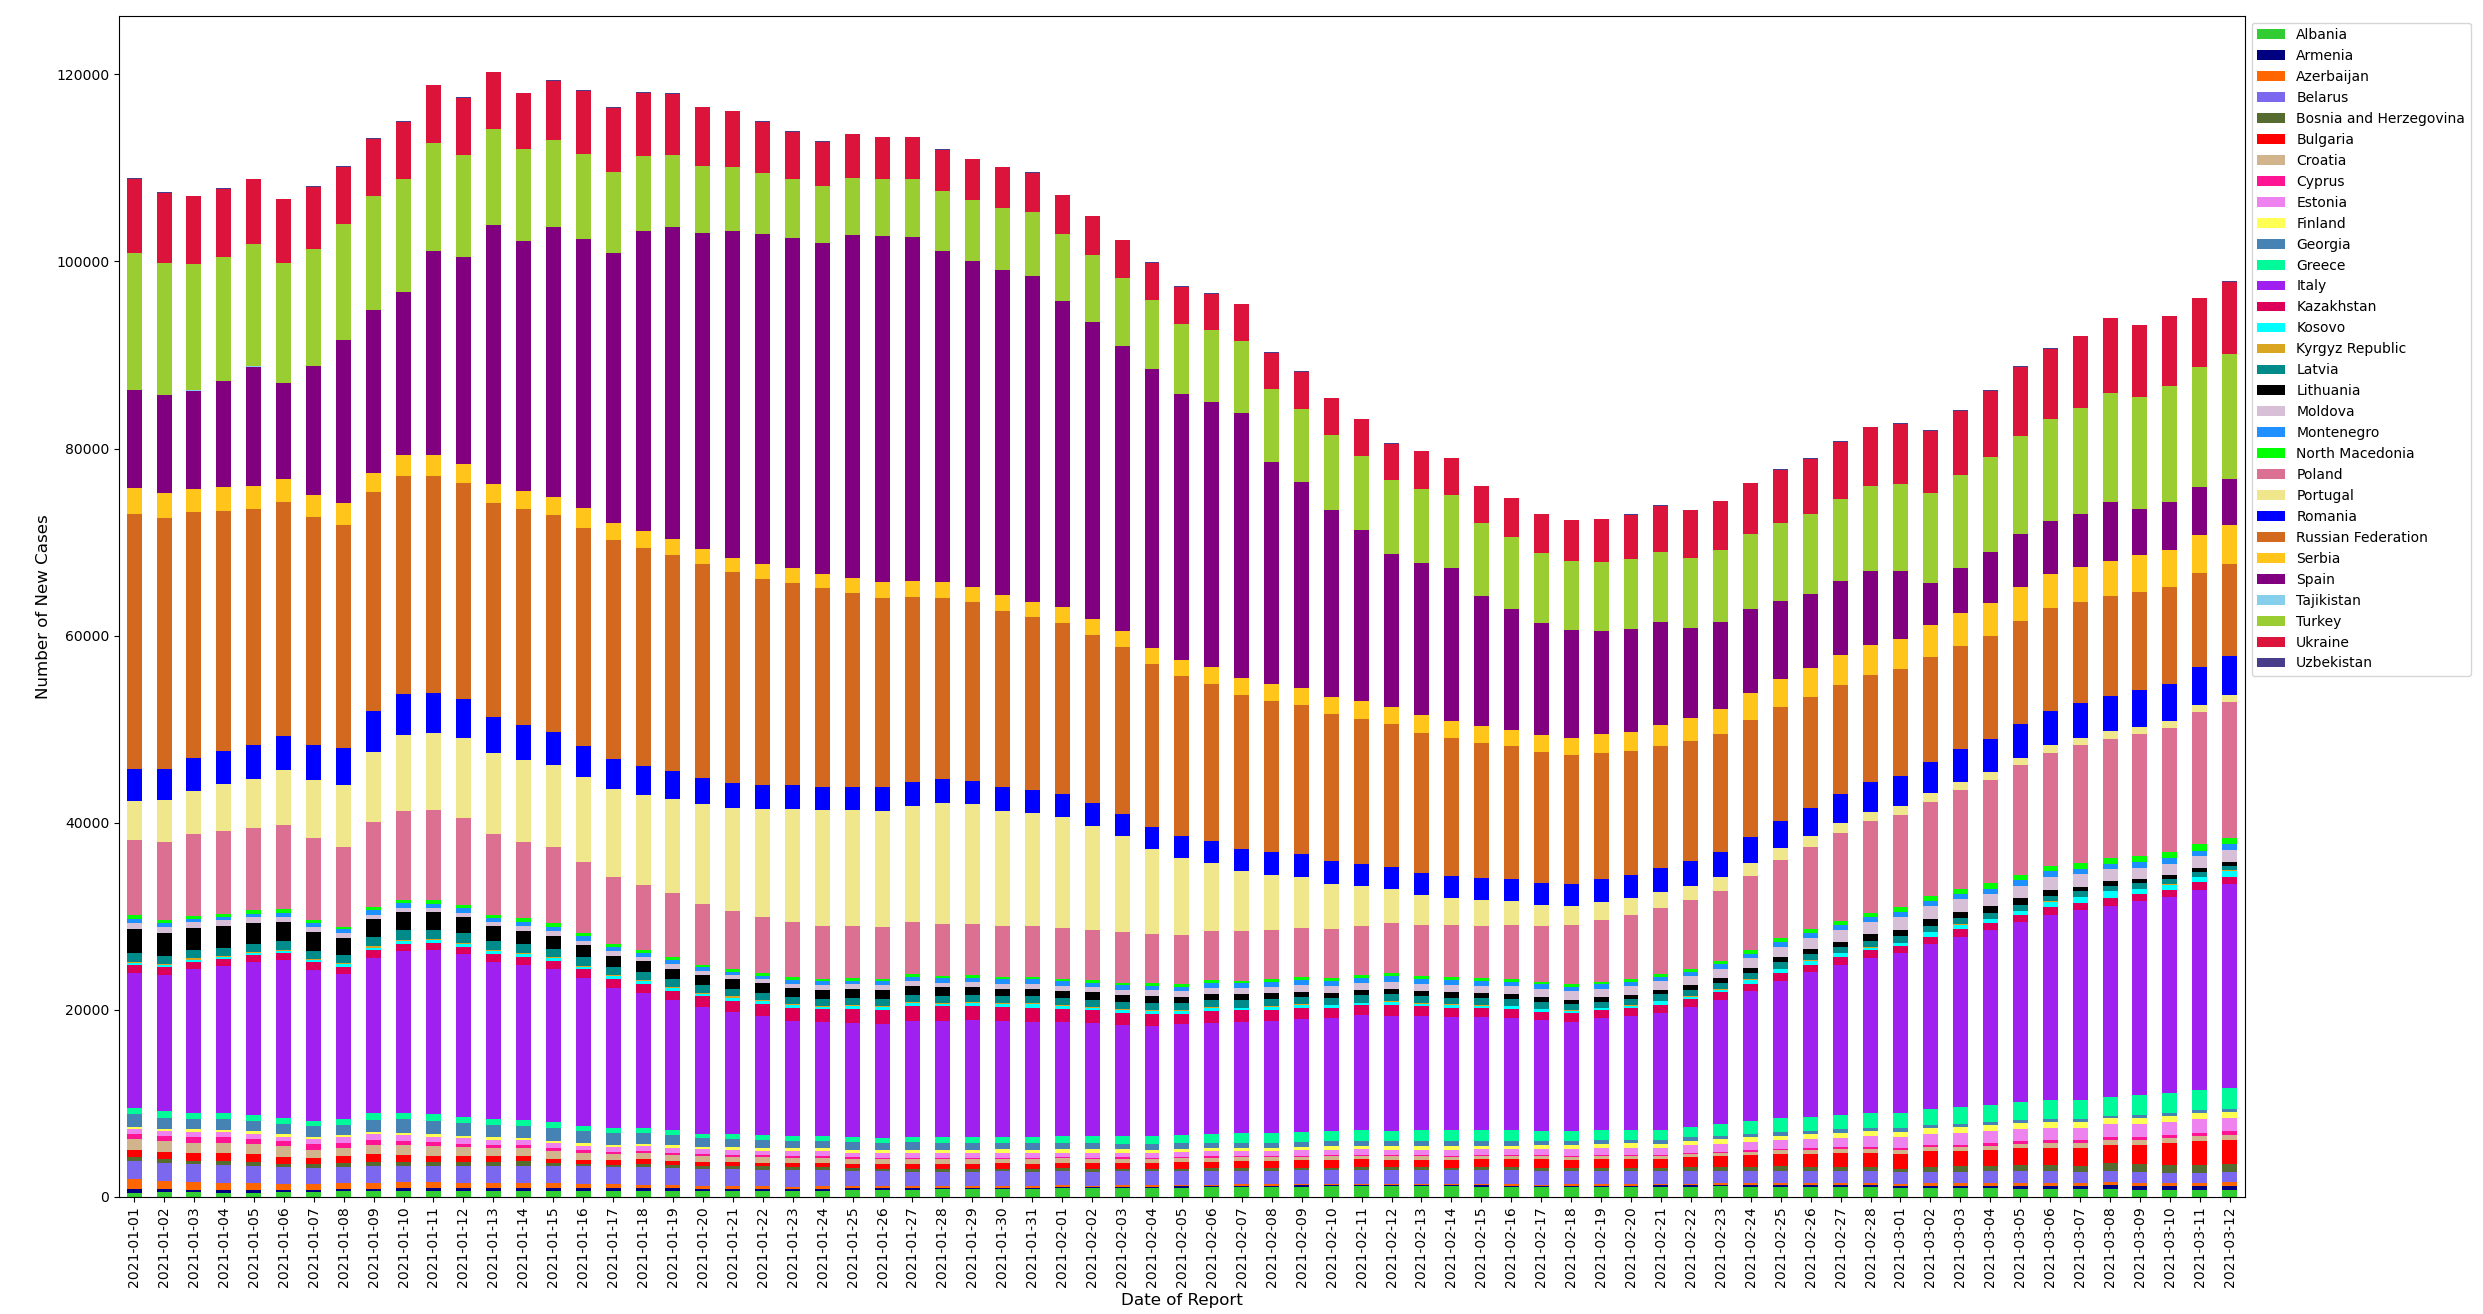 120000
100000
80000
60000
40000
20000
0
Number of New Cases
2021-01-01
2021-01-02
2021-01-03
2021-01-04
2021-01-05
2021-01-06
2021-01-07
2021-01-08
2021-01-09
2021-01-10
2021-01-11
2021-01-12
2021-01-13
2021-01-14
2021-01-15
2021-01-16
2021-01-17
2021-01-18
2021-01-19
2021-01-20
2021-01-21
2021-01-22
2021-01-23
2021-01-24
2021-01-25
2021-01-26
2021-01-27
2021-01-28
2021-01-29
2021-01-30
2021-01-31
2021-02-01
2021-02-02
2021-02-03
2021-02-04
2021-02-05
2021-02-06
2021-02-07
2021-02-08
2021-02-09
2021-02-10
2021-02-11
2021-02-12
2021-02-13
2021-02-14
2021-02-15
2021-02-16
2021-02-17
2021-02-18
2021-02-19
2021-02-20
2021-02-21
2021-02-22
2021-02-23
2021-02-24
2021-02-25
2021-02-26
2021-02-27
2021-02-28
2021-03-01
2021-03-02
2021-03-03
2021-03-04
2021-03-05
2021-03-06
2021-03-07
2021-03-08
2021-03-09
2021-03-10
2021-03-11
2021-03-12
Date of Report
Albania
Armenia
Azerbaijan
Belarus
Bosnia and Herzegovina
Bulgaria
Croatia
Cyprus
Estonia
Finland
Georgia
Greece
Italy
Kazakhstan
Kosovo
Kyrgyz Republic
Latvia
Lithuania
Moldova
Montenegro
North Macedonia
Poland
Portugal
Romania
Russian Federation
Serbia
Spain
Tajikistan
Turkey
Ukraine
Uzbekistan